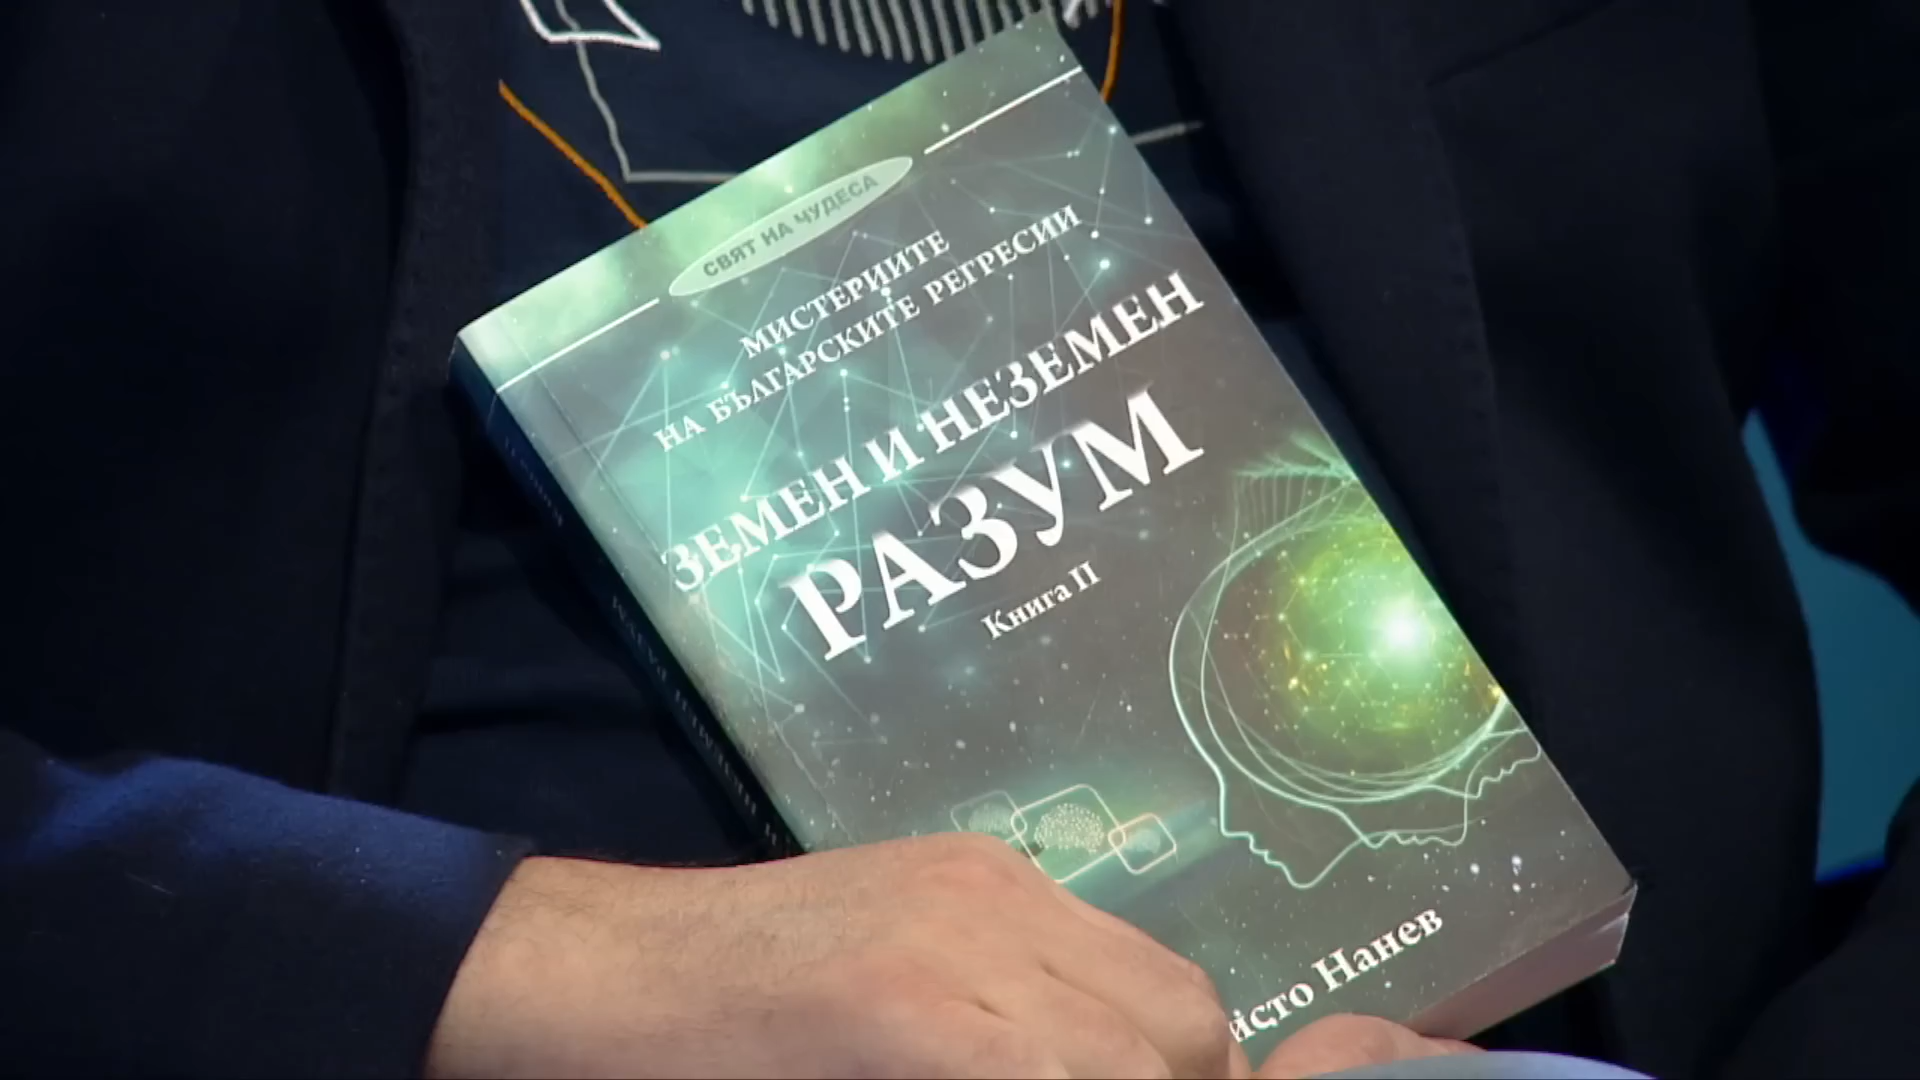 СВЯТ НА ЧУДЕСА
МИСТЕРИИТЕ
НА БЪЛГАРСКИТЕ РЕГРЕСИИ
ЗЕМЕН И НЕЗЕМЕН
РАЗУМ
Книга II
Нанев